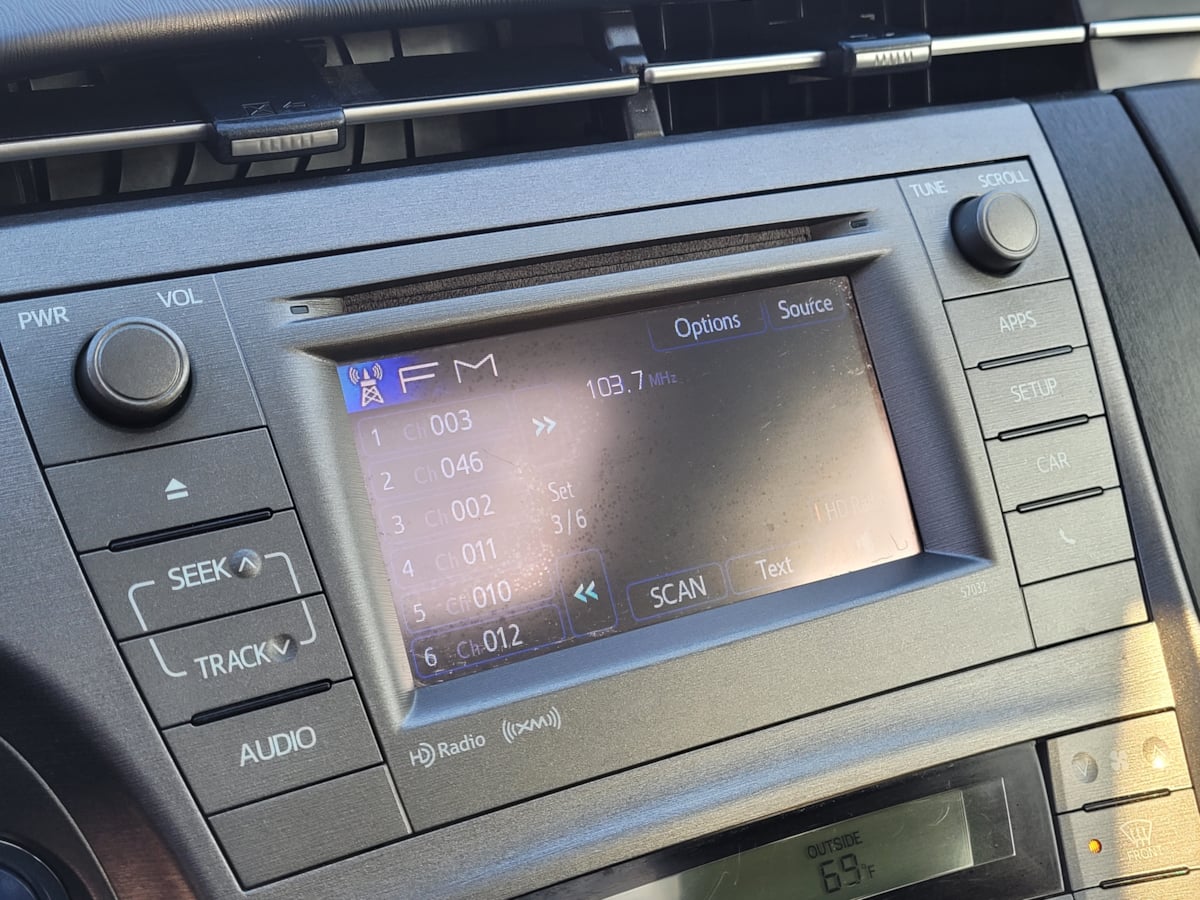 TUNE SCROLL
PWR VOL
Options Source
FM
103.7 MHz
1 Ch 003
2 Ch 046
3 Ch 002
4 Ch 011
5 Ch 010
6 Ch 012
Set
3/6
SCAN Text
APPS
SETUP
CAR
SEEK
TRACK
AUDIO
57032
HD Radio
XM
OUTSIDE
69°F
FRONT